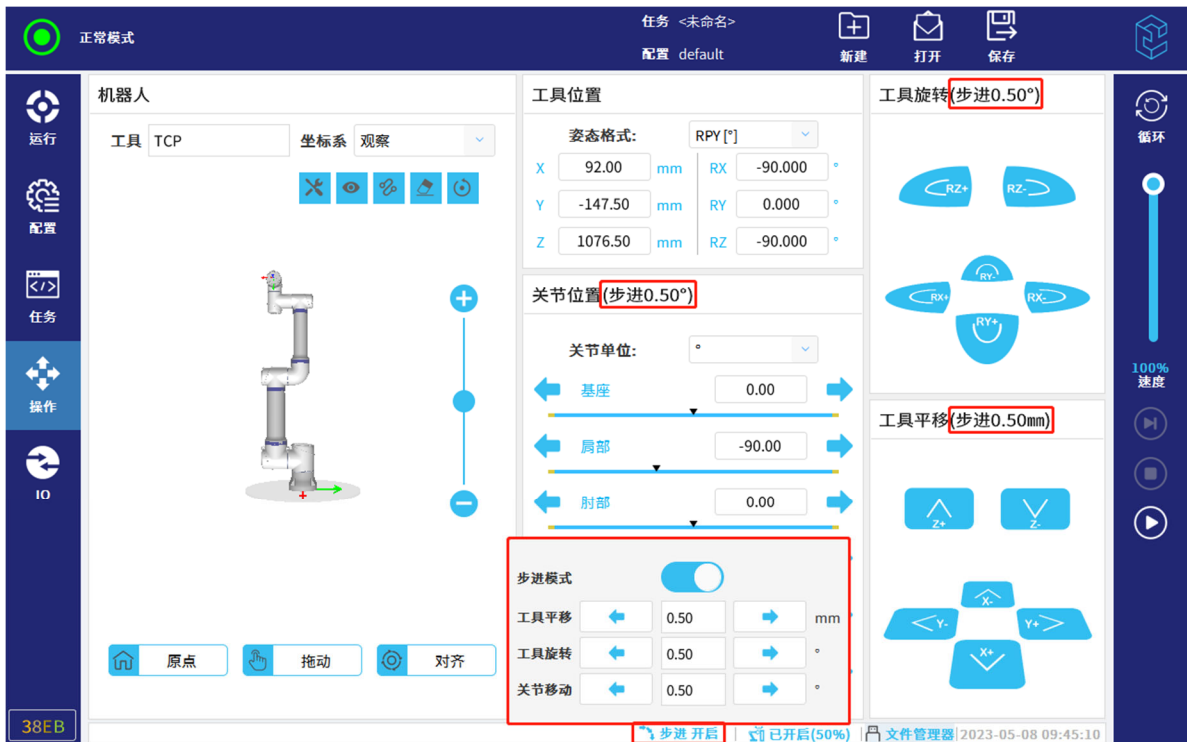 正常模式
任务 <未命名>
配置 default
新建
打开
保存
运行
配置
任务
操作
IO
38EB
机器人
工具 TCP
坐标系 观察
原点
拖动
对齐
工具位置
姿态格式: RPY[°]
X 92.00 mm RX -90.000 °
Y -147.50 mm RY 0.000 °
Z 1076.50 mm RZ -90.000 °
关节位置(步进0.50°)
关节单位: °
基座 0.00
肩部 -90.00
肘部 0.00
步进模式
工具平移 0.50 mm
工具旋转 0.50 °
关节移动 0.50 °
工具旋转(步进0.50°)
RZ+ RZ-
RY-
RX+ RX-
RY+
工具平移(步进0.50mm)
Z+ Z-
X-
Y- Y+
X+
循环
100%
速度
步进 开启
已开启(50%)
文件管理器
2023-05-08 09:45:10